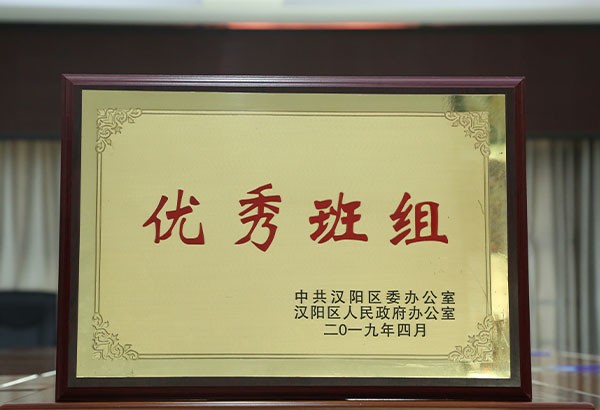 优秀班组
中共汉阳区委办公室
汉阳区人民政府办公室
二〇一九年四月